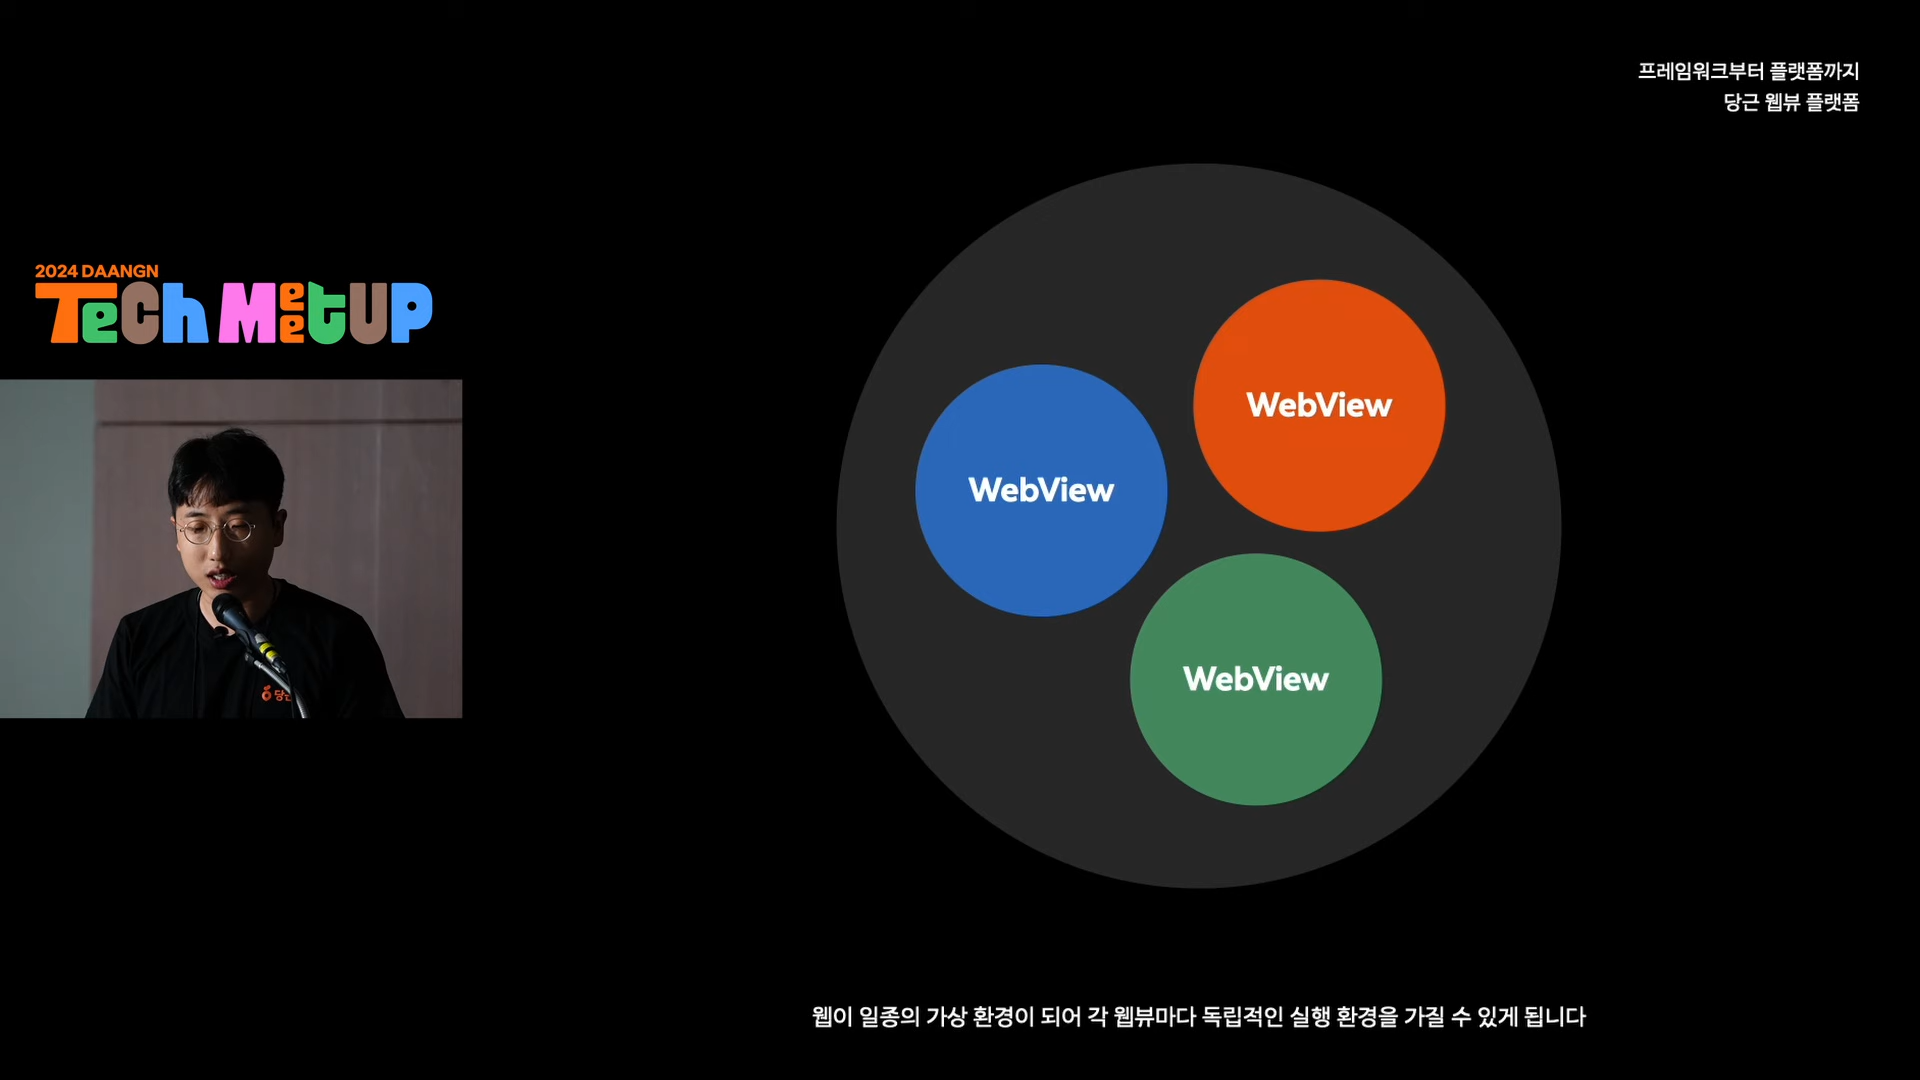 프레임워크부터 플랫폼까지
당근 웹뷰 플랫폼
2024 DAANGN
Tech MeetUP
WebView
WebView
WebView
당근
웹이 일종의 가상 환경이 되어 각 웹뷰마다 독립적인 실행 환경을 가질 수 있게 됩니다